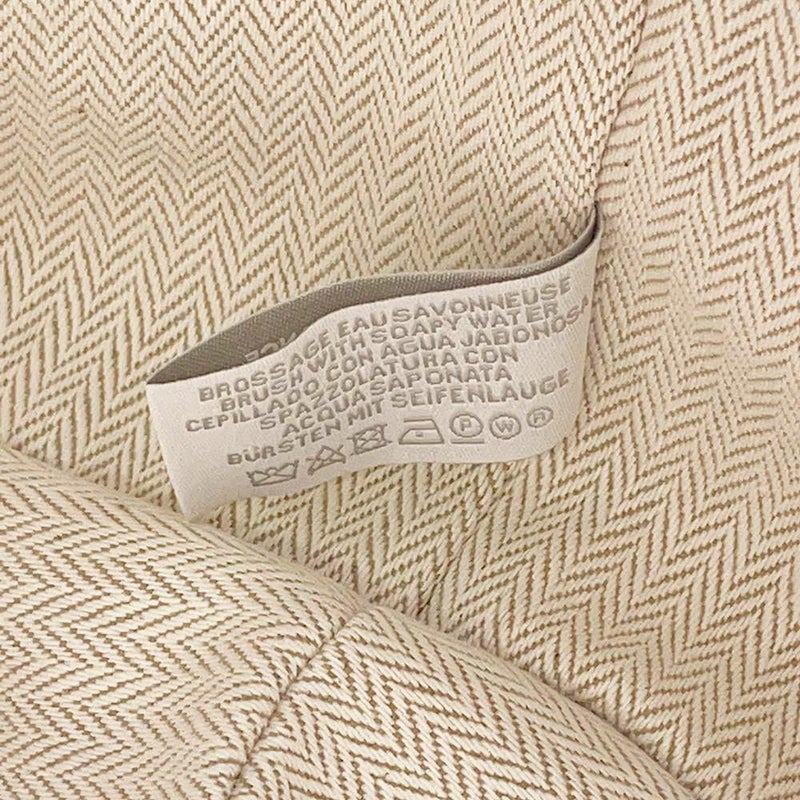 BROSSAGE EAU SAVONNEUSE
BRUSH WITH SOAPY WATER
CEPILLADO CON AGUA JABONOSA
SPAZZOLATURA CON
ACQUA SAPONATA
BÜRSTEN MIT SEIFENLAUGE
P W F